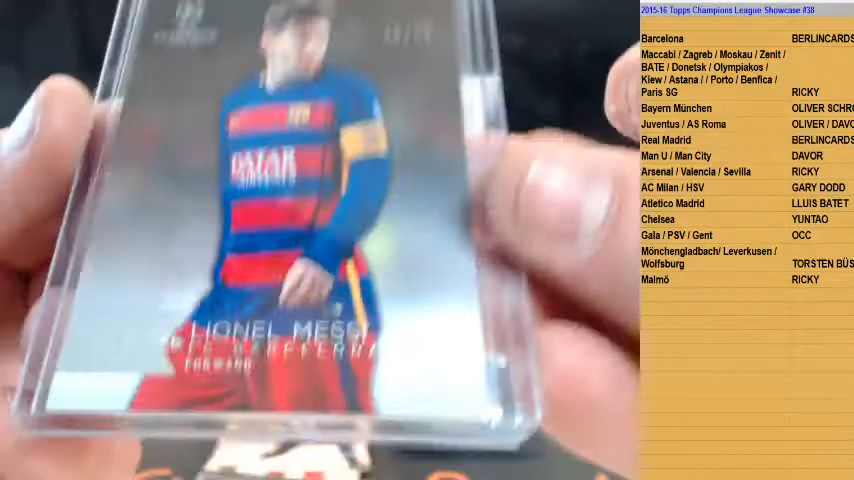 2015-16 Topps Champions League Showcase #38
Barcelona BERLINCARDS
Maccabi / Zagreb / Moskau / Zenit /
BATE / Donetsk / Olympiakos /
Kiew / Astana / / Porto / Benfica /
Paris SG RICKY
Bayern München OLIVER SCHRO
Juventus / AS Roma OLIVER / DAVO
Real Madrid BERLINCARDS
Man U / Man City DAVOR
Arsenal / Valencia / Sevilla RICKY
AC Milan / HSV GARY DODD
Atletico Madrid LLUIS BATET
Chelsea YUNTAO
Gala / PSV / Gent OCC
Mönchengladbach/ Leverkusen /
Wolfsburg TORSTEN BÜS
Malmö RICKY
QATAR
AIRWAYS
LIONEL MESSI
FORWARD